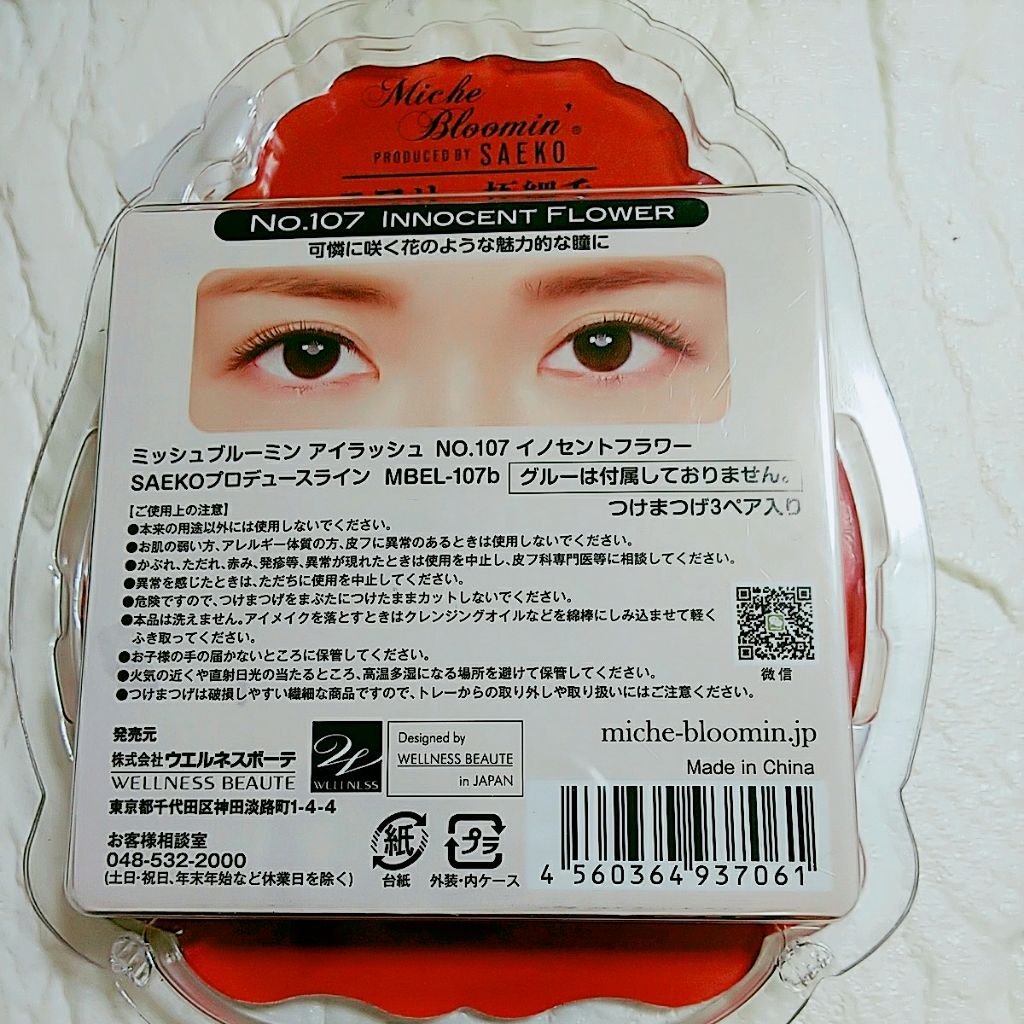 Miche
Bloomin'®
PRODUCED BY SAEKO
NO.107 INNOCENT FLOWER
可憐に咲く花のような魅力的な瞳に
ミッシュブルーミン アイラッシュ NO.107 イノセントフラワー
SAEKOプロデュースライン MBEL-107b グルーは付属しておりません。
つけまつげ3ペア入り
【ご使用上の注意】
●本来の用途以外には使用しないでください。
●お肌の弱い方、アレルギー体質の方、皮フに異常のあるときは使用しないでください。
●かぶれ、ただれ、赤み、発疹等、異常が現れたときは使用を中止し、皮フ科専門医等に相談してください。
●異常を感じたときは、ただちに使用を中止してください。
●危険ですので、つけまつげをまぶたにつけたままカットしないでください。
●本品は洗えません。アイメイクを落とすときはクレンジングオイルなどを綿棒にしみ込ませて軽く
ふき取ってください。
●お子様の手の届かないところに保管してください。
●火気の近くや直射日光の当たるところ、高温多湿になる場所を避けて保管してください。
●つけまつげは破損しやすい繊細な商品ですので、トレーからの取り外しや取り扱いにはご注意ください。
微信
発売元
株式会社ウエルネスボーテ
WELLNESS BEAUTE
東京都千代田区神田淡路町1-4-4
WELLNESS
Designed by
WELLNESS BEAUTE
in JAPAN
miche-bloomin.jp
Made in China
お客様相談室
048-532-2000
(土日・祝日、年末年始など休業日を除く)
紙
台紙
プラ
外装・内ケース
4 560364 937061